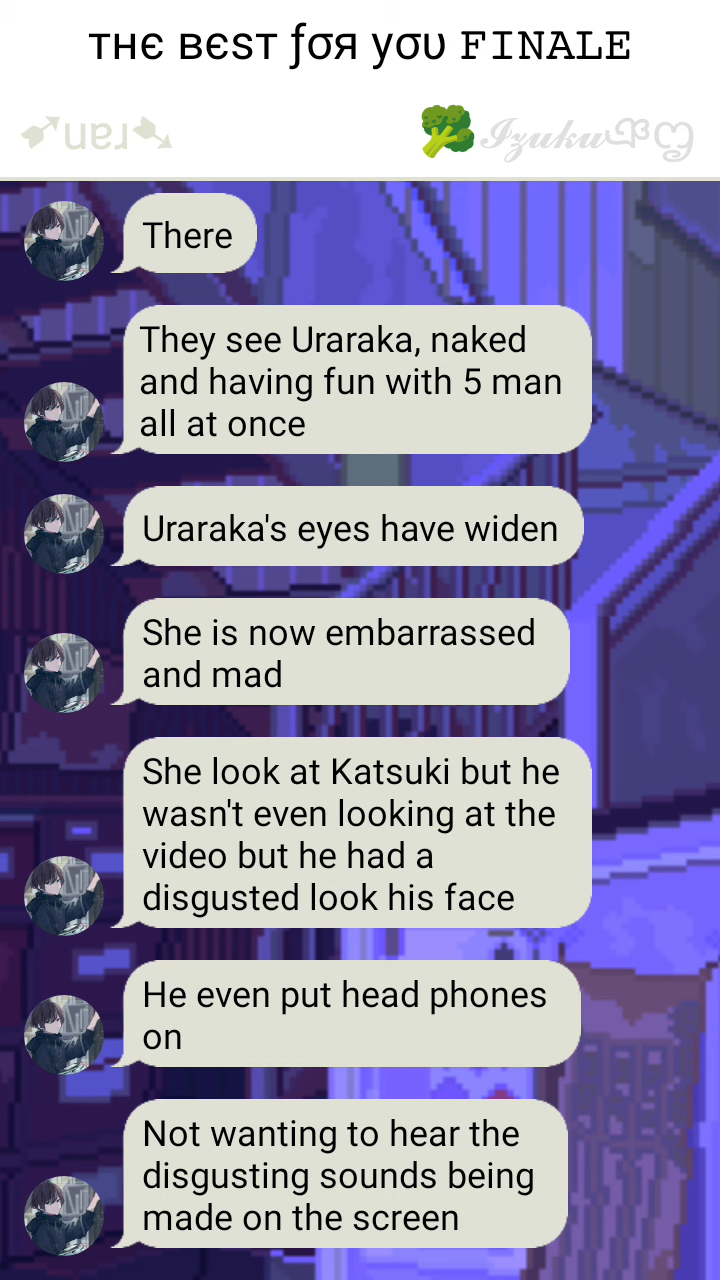 тнє вєѕт ƒσя уσυ 𝙵𝙸𝙽𝙰𝙻𝙴
➶ɿɐn➴
🥦𝓘𝔃𝓾𝓴𝓾
There
They see Uraraka, naked
and having fun with 5 man
all at once
Uraraka's eyes have widen
She is now embarrassed
and mad
She look at Katsuki but he
wasn't even looking at the
video but he had a
disgusted look his face
He even put head phones
on
Not wanting to hear the
disgusting sounds being
made on the screen